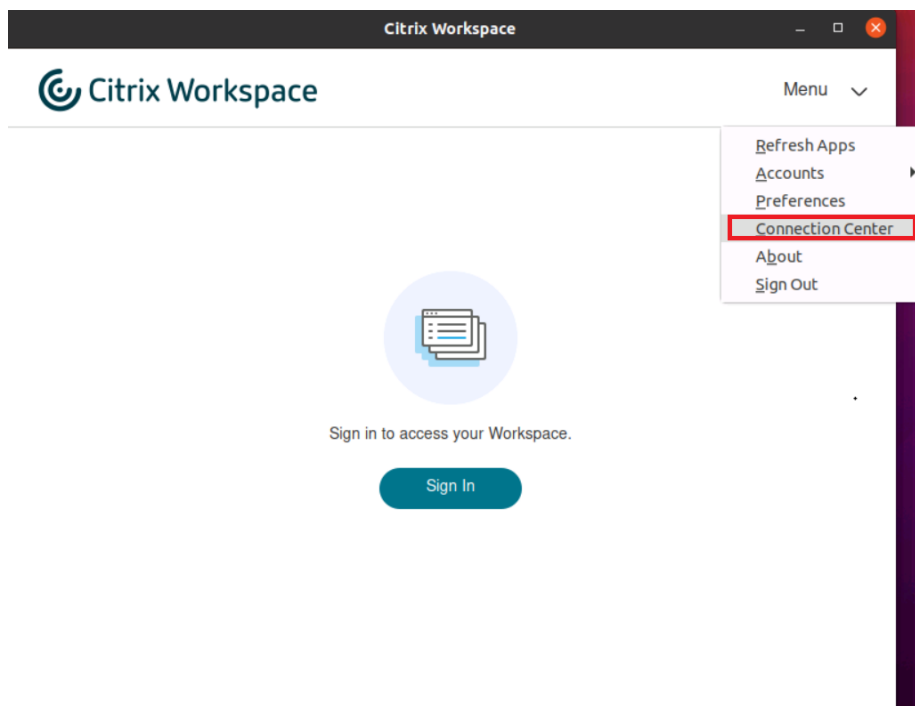 Citrix Workspace
Citrix Workspace
Menu
Refresh Apps
Accounts
Preferences
Connection Center
About
Sign Out
Sign in to access your Workspace.
Sign In